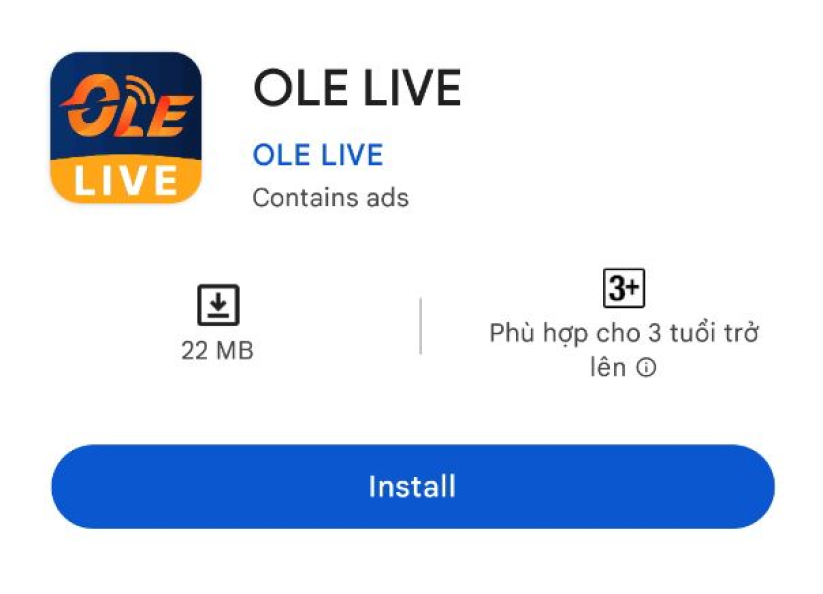 OLE
LIVE
OLE LIVE
OLE LIVE
Contains ads
22 MB
3+
Phù hợp cho 3 tuổi trở
lên
Install